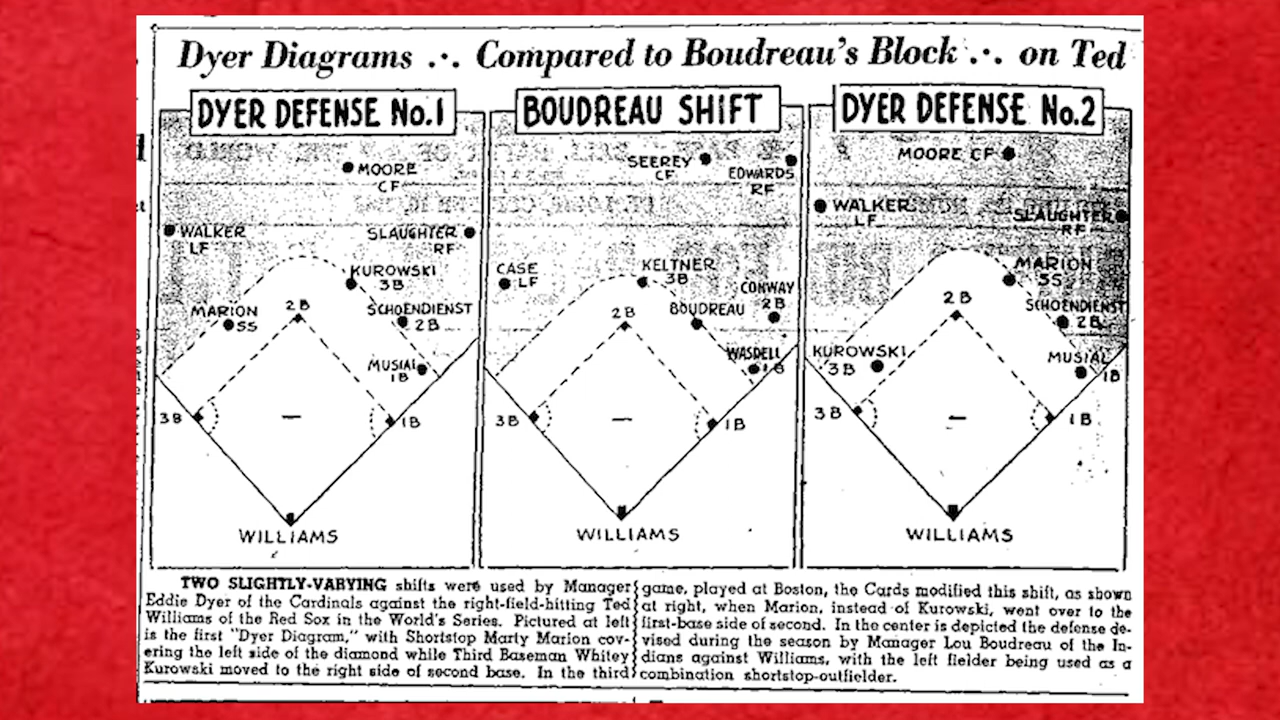 Dyer Diagrams .·. Compared to Boudreau's Block .·. on Ted
DYER DEFENSE No.1
MOORE
CF
WALKER
LF
SLAUGHTER
RF
KUROWSKI
3B
MARION
SS
2B
SCHOENDIENST
2B
MUSIAL
1B
3B
1B
WILLIAMS
BOUDREAU SHIFT
SEEREY
CF
EDWARDS
RF
CASE
LF
KELTNER
3B
CONWAY
2B
2B
BOUDREAU
WASDELL
1B
3B
1B
WILLIAMS
DYER DEFENSE No.2
MOORE CF
WALKER
LF
SLAUGHTER
RF
MARION
SS
2B
SCHOENDIENST
2B
KUROWSKI
3B
MUSIAL
1B
3B
1B
WILLIAMS
TWO SLIGHTLY-VARYING shifts were used by Manager
Eddie Dyer of the Cardinals against the right-field-hitting Ted
Williams of the Red Sox in the World's Series. Pictured at left
is the first "Dyer Diagram," with Shortstop Marty Marion cov-
ering the left side of the diamond while Third Baseman Whitey
Kurowski moved to the right side of second base. In the third
game, played at Boston, the Cards modified this shift, as shown
at right, when Marion, instead of Kurowski, went over to the
first-base side of second. In the center is depicted the defense de-
vised during the season by Manager Lou Boudreau of the In-
dians against Williams, with the left fielder being used as a
combination shortstop-outfielder.